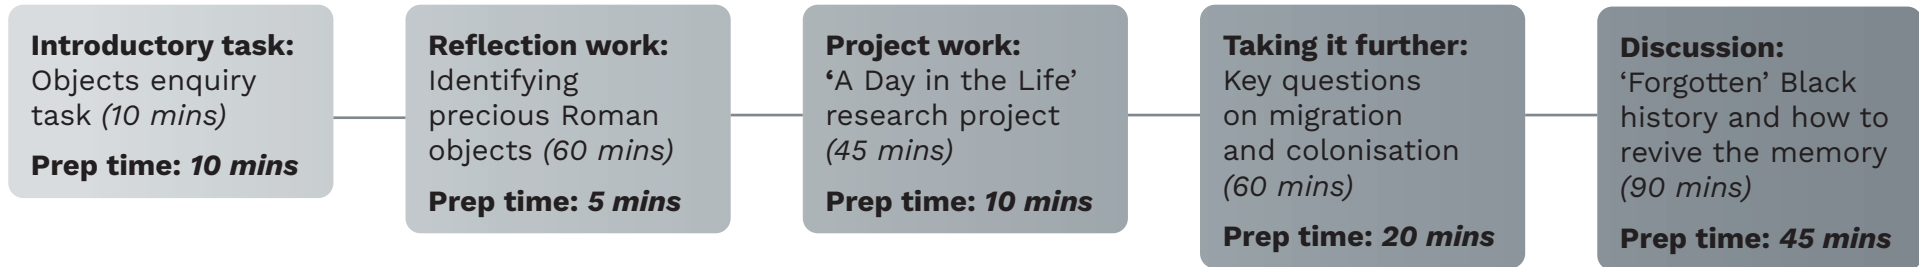 Introductory task:
Objects enquiry
task (10 mins)
Prep time: 10 mins
Reflection work:
Identifying
precious Roman
objects (60 mins)
Prep time: 5 mins
Project work:
‘A Day in the Life’
research project
(45 mins)
Prep time: 10 mins
Taking it further:
Key questions
on migration
and colonisation
(60 mins)
Prep time: 20 mins
Discussion:
‘Forgotten’ Black
history and how to
revive the memory
(90 mins)
Prep time: 45 mins